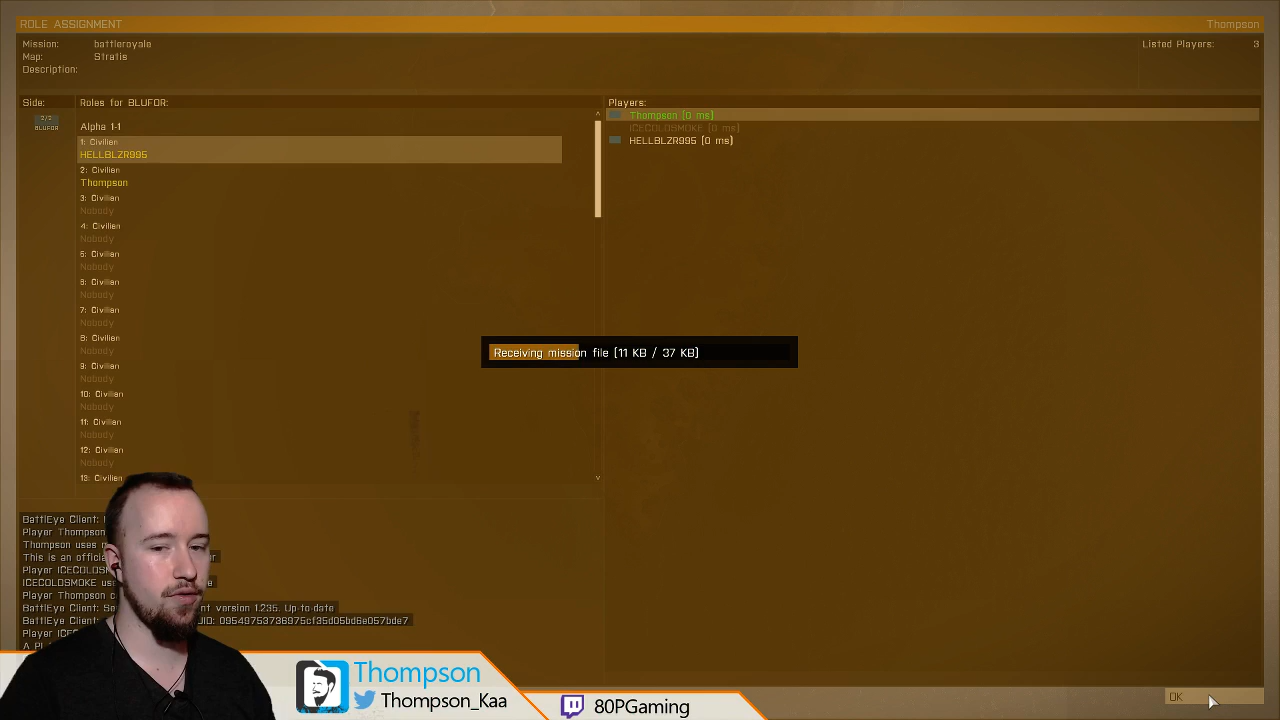 ROLE ASSIGNMENT
Thompson
Mission: battleroyale
Map: Stratis
Description:
Listed Players: 3
Side:
Roles for BLUFOR:
Players:
2/2
BLUFOR
Alpha 1-1
1: Civilian
HELLBLZR995
2: Civilian
Thompson
3: Civilian
Nobody
4: Civilian
Nobody
5: Civilian
Nobody
6: Civilian
Nobody
7: Civilian
Nobody
8: Civilian
Nobody
9: Civilian
Nobody
10: Civilian
Nobody
11: Civilian
Nobody
12: Civilian
Nobody
13: Civilian
Thompson [0 ms]
ICECOLDSMOKE [0 ms]
HELLBLZR995 [0 ms]
Receiving mission file [11 KB / 37 KB]
BattlEye Client:
Player Thompson
Thompson uses
This is an official
Player ICECOLDSM
ICECOLDSMOKE
Player Thompson
BattlEye Client: nt version 1.235. Up-to-date
BattlEye Client: UID: 09549753736975cf35d05bd6e057bde7
Player
OK
Thompson
Thompson_Kaa
80PGaming